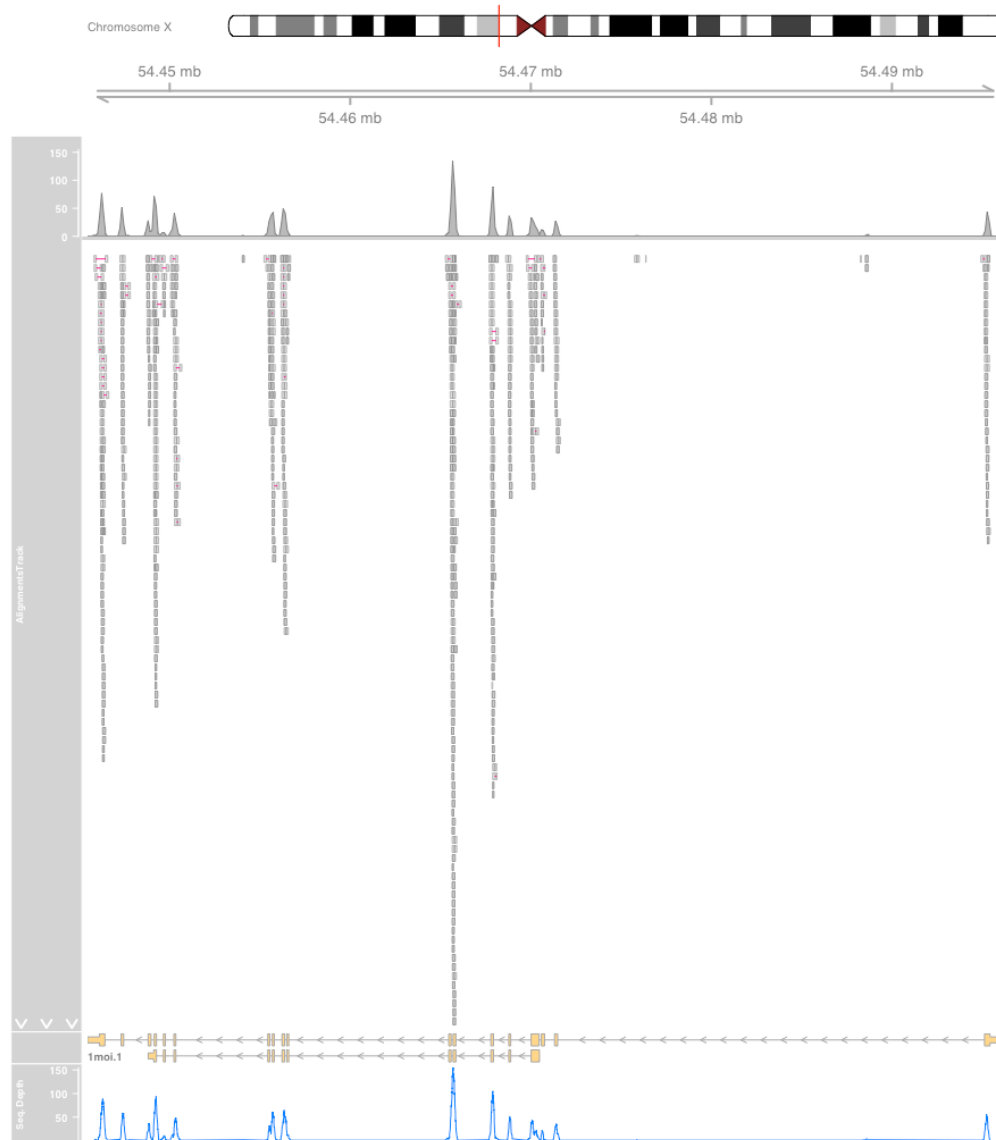 Chromosome X
54.45 mb
54.47 mb
54.49 mb
54.46 mb
54.48 mb
150
100
50
0
AlignmentsTrack
1moi.1
Seq. Depth
150
100
50